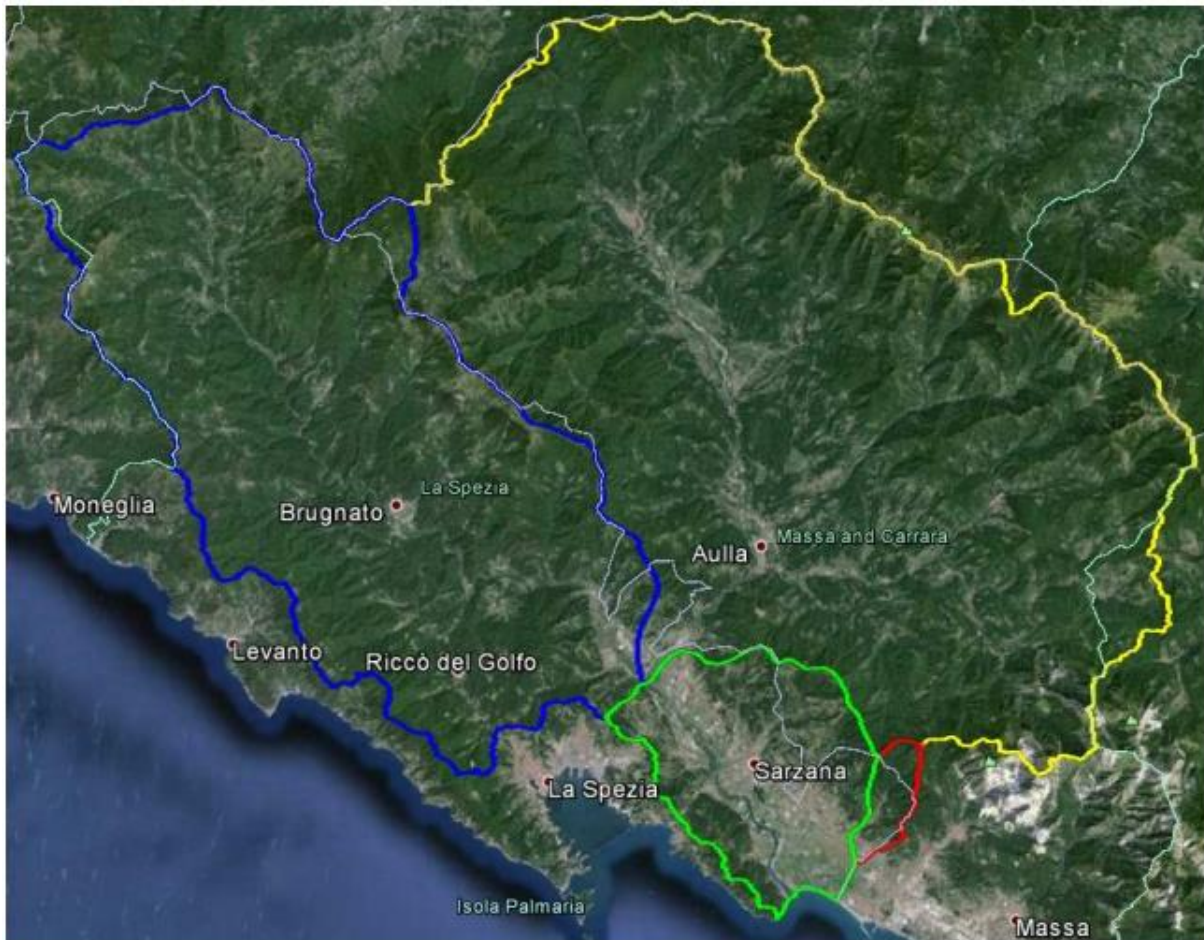 Moneglia
Brugnato
La Spezia
Aulla
Massa and Carrara
Levanto
Riccò del Golfo
La Spezia
Sarzana
Isola Palmaria
Massa